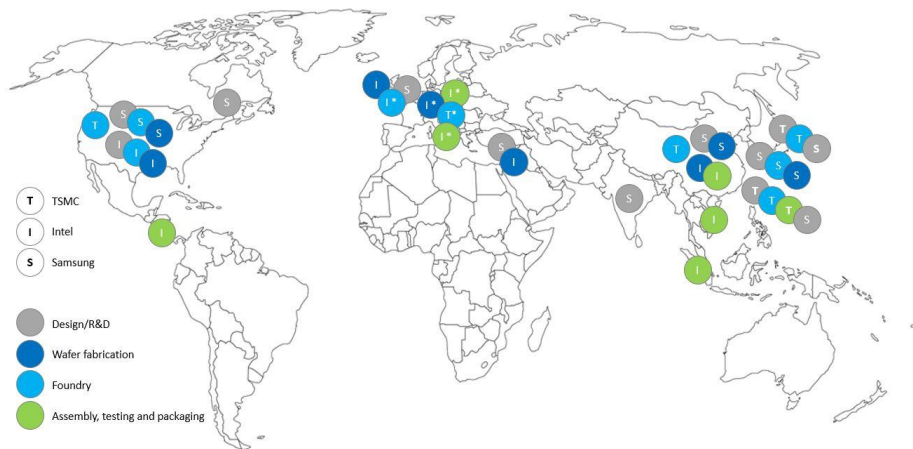 S
I
S
I *
T
S
S
I *
I *
S
T*
I
I
I
I*
S
I
T
S
S
I
I
T
T
S
S
S
S
T
T
T
S
S
I
I
I
T TSMC
I Intel
S Samsung
Design/R&D
Wafer fabrication
Foundry
Assembly, testing and packaging